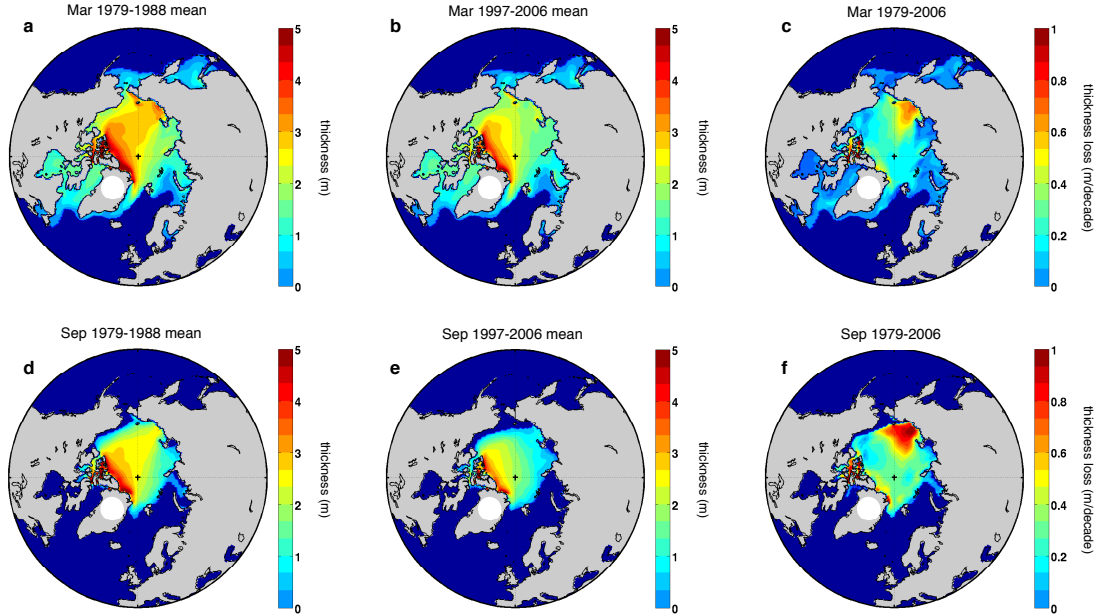 Mar 1979-1988 mean
Mar 1997-2006 mean
Mar 1979-2006
a
b
c
5
4
3
2
1
0
thickness (m)
5
4
3
2
1
0
thickness (m)
1
0.8
0.6
0.4
0.2
0
thickness loss (m/decade)
Sep 1979-1988 mean
Sep 1997-2006 mean
Sep 1979-2006
d
e
f
5
4
3
2
1
0
thickness (m)
5
4
3
2
1
0
thickness (m)
1
0.8
0.6
0.4
0.2
0
thickness loss (m/decade)